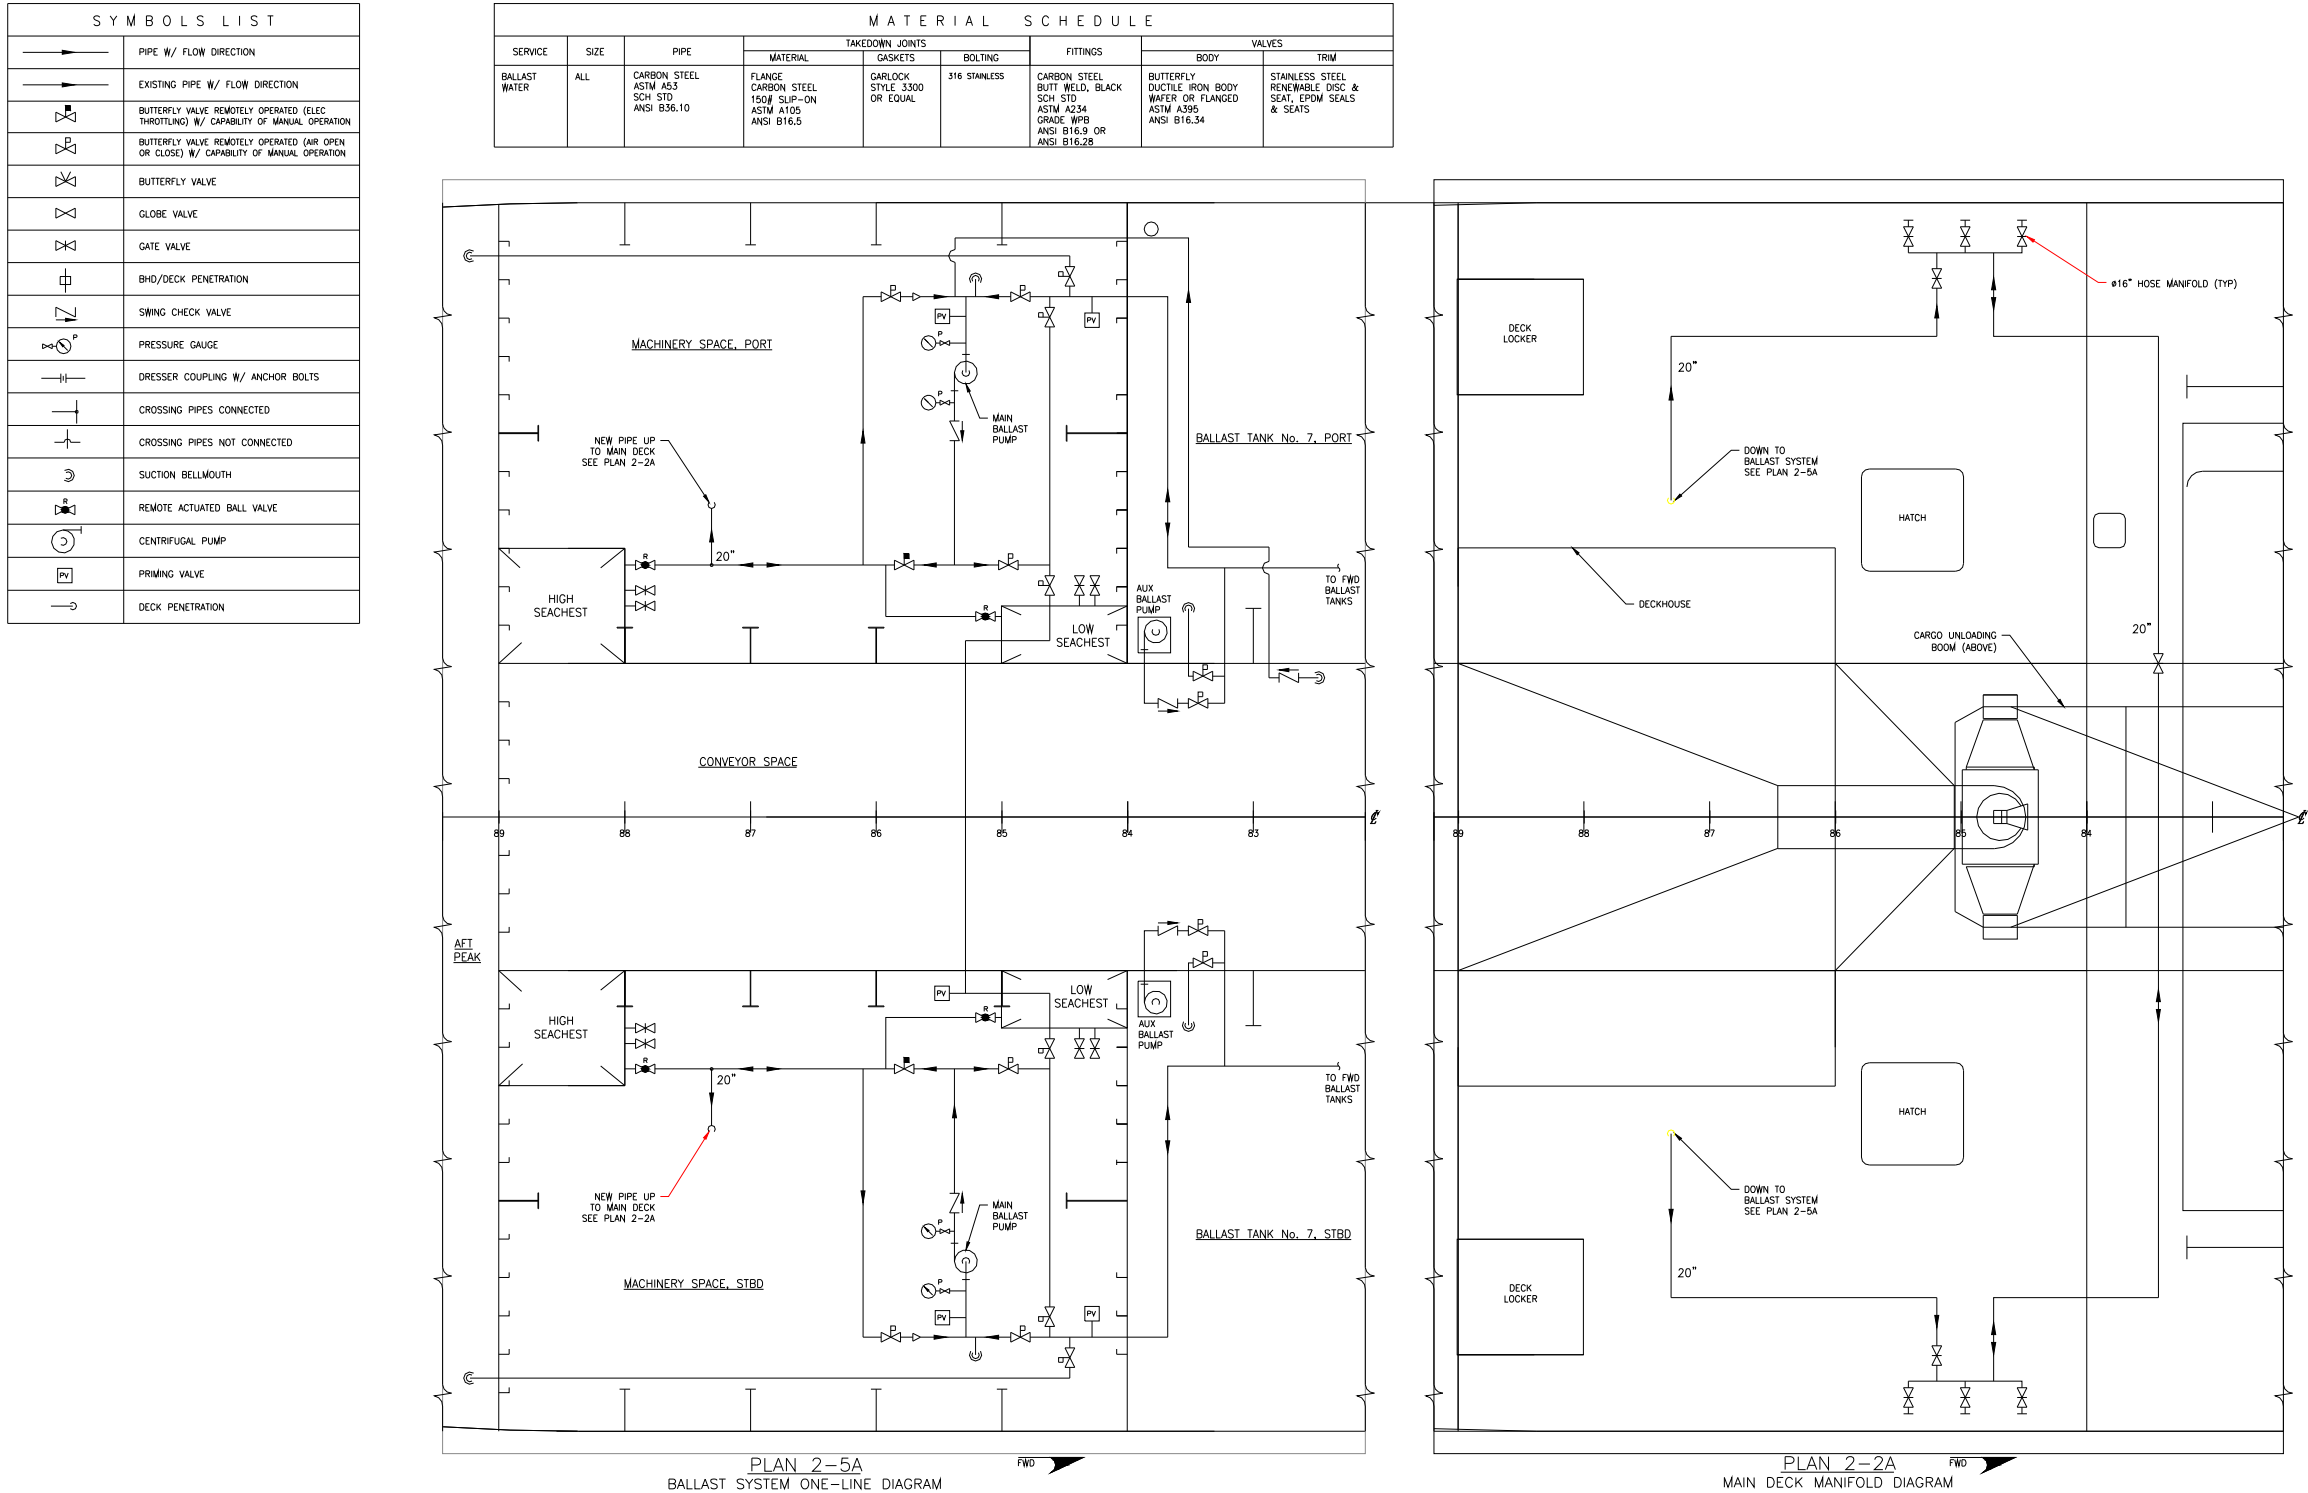 SYMBOLS LIST
PIPE W/ FLOW DIRECTION
EXISTING PIPE W/ FLOW DIRECTION
BUTTERFLY VALVE REMOTELY OPERATED (ELEC
THROTTLING) W/ CAPABILITY OF MANUAL OPERATION
P
BUTTERFLY VALVE REMOTELY OPERATED (AIR OPEN
OR CLOSE) W/ CAPABILITY OF MANUAL OPERATION
BUTTERFLY VALVE
GLOBE VALVE
GATE VALVE
BHD/DECK PENETRATION
SWING CHECK VALVE
P
PRESSURE GAUGE
DRESSER COUPLING W/ ANCHOR BOLTS
CROSSING PIPES CONNECTED
CROSSING PIPES NOT CONNECTED
SUCTION BELLMOUTH
R
REMOTE ACTUATED BALL VALVE
CENTRIFUGAL PUMP
PV
PRIMING VALVE
DECK PENETRATION
MATERIAL SCHEDULE
SERVICE
SIZE
PIPE
TAKEDOWN JOINTS
MATERIAL
GASKETS
BOLTING
FITTINGS
VALVES
BODY
TRIM
BALLAST
WATER
ALL
CARBON STEEL
ASTM A53
SCH STD
ANSI B36.10
FLANGE
CARBON STEEL
150# SLIP-ON
ASTM A105
ANSI B16.5
GARLOCK
STYLE 3300
OR EQUAL
316 STAINLESS
CARBON STEEL
BUTT WELD, BLACK
SCH STD
ASTM A234
GRADE WPB
ANSI B16.9 OR
ANSI B16.28
BUTTERFLY
DUCTILE IRON BODY
WAFER OR FLANGED
ASTM A395
ANSI B16.34
STAINLESS STEEL
RENEWABLE DISC &
SEAT, EPDM SEALS
& SEATS
MACHINERY SPACE, PORT
PV
P
P
PV
MAIN
BALLAST
PUMP
NEW PIPE UP
TO MAIN DECK
SEE PLAN 2-2A
BALLAST TANK No. 7, PORT
20"
R
HIGH
SEACHEST
R
LOW
SEACHEST
AUX
BALLAST
PUMP
TO FWD
BALLAST
TANKS
CONVEYOR SPACE
89
88
87
86
85
84
83
AFT
PEAK
HIGH
SEACHEST
PV
R
LOW
SEACHEST
AUX
BALLAST
PUMP
R
20"
TO FWD
BALLAST
TANKS
NEW PIPE UP
TO MAIN DECK
SEE PLAN 2-2A
MAIN
BALLAST
PUMP
P
P
PV
PV
BALLAST TANK No. 7, STBD
MACHINERY SPACE, STBD
PLAN 2-5A
BALLAST SYSTEM ONE-LINE DIAGRAM
FWD
ø16" HOSE MANIFOLD (TYP)
DECK
LOCKER
20"
DOWN TO
BALLAST SYSTEM
SEE PLAN 2-5A
HATCH
DECKHOUSE
CARGO UNLOADING
BOOM (ABOVE)
20"
89
88
87
86
85
84
HATCH
DOWN TO
BALLAST SYSTEM
SEE PLAN 2-5A
20"
DECK
LOCKER
PLAN 2-2A
MAIN DECK MANIFOLD DIAGRAM
FWD